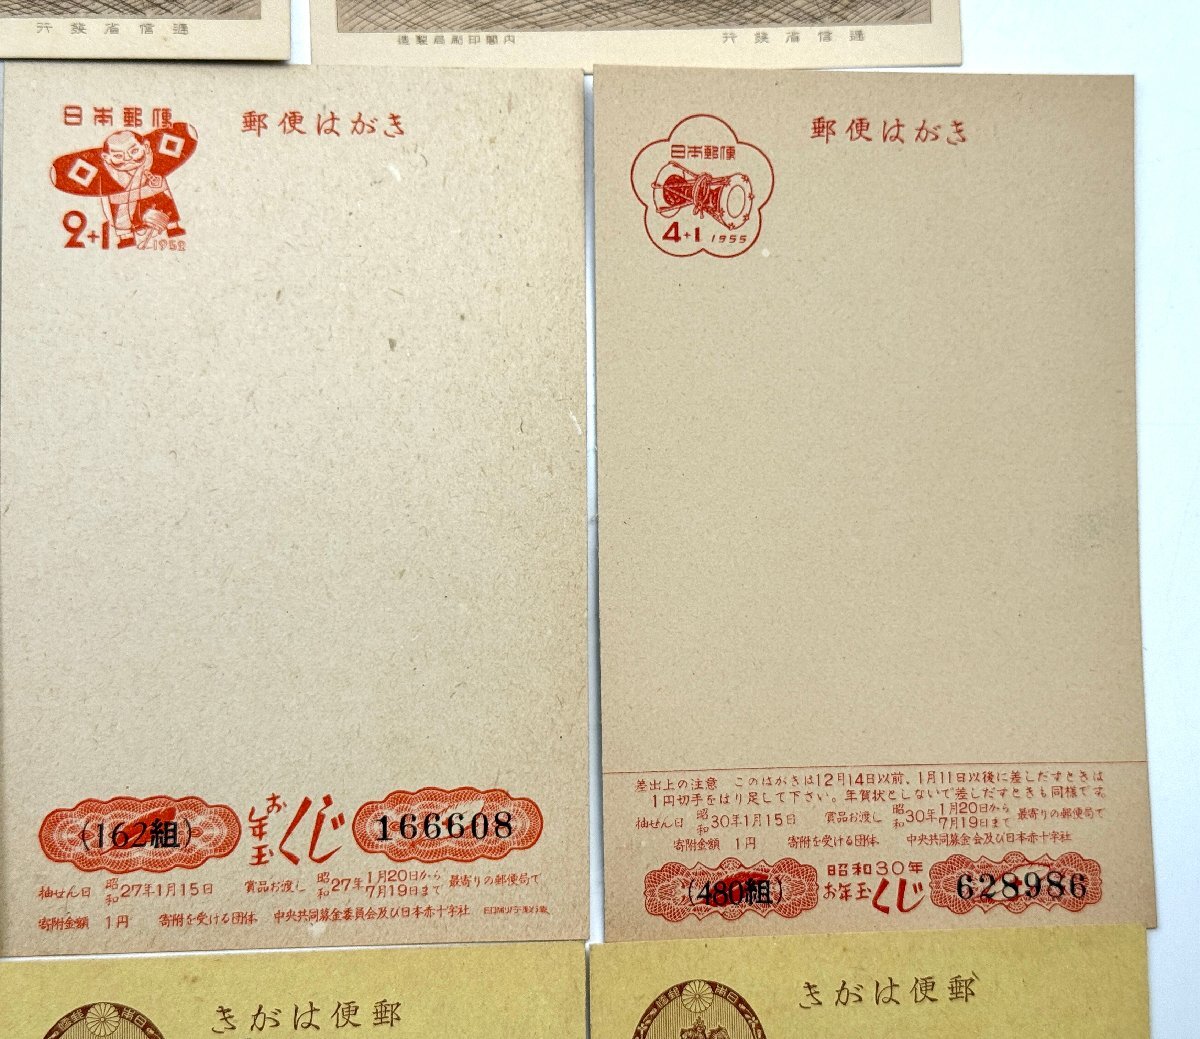 行發省信遞
造製局刷印閣内
行發省信遞
日本郵便
郵便はがき
2+1
1952
(162組)
お年玉くじ
166608
抽せん日 昭和27年1月15日 賞品お渡し 昭和27年1月20日から7月19日まで 最寄りの郵便局で
寄附金額 1円 寄附を受ける団体 中央共同募金委員会及び日本赤十字社
日本郵便
郵便はがき
4+1 1955
差出上の注意 このはがきは12月14日以前、1月11日以後に差しだすときは
1円切手をはり足して下さい。年賀状としないで差しだすときも同様です
抽せん日 昭和30年1月15日 賞品お渡し 昭和30年1月20日から7月19日まで 最寄りの郵便局で
寄附金額 1円 寄附を受ける団体 中央共同募金会及び日本赤十字社
(480組)
昭和30年
お年玉くじ
628986
きがは便郵
きがは便郵